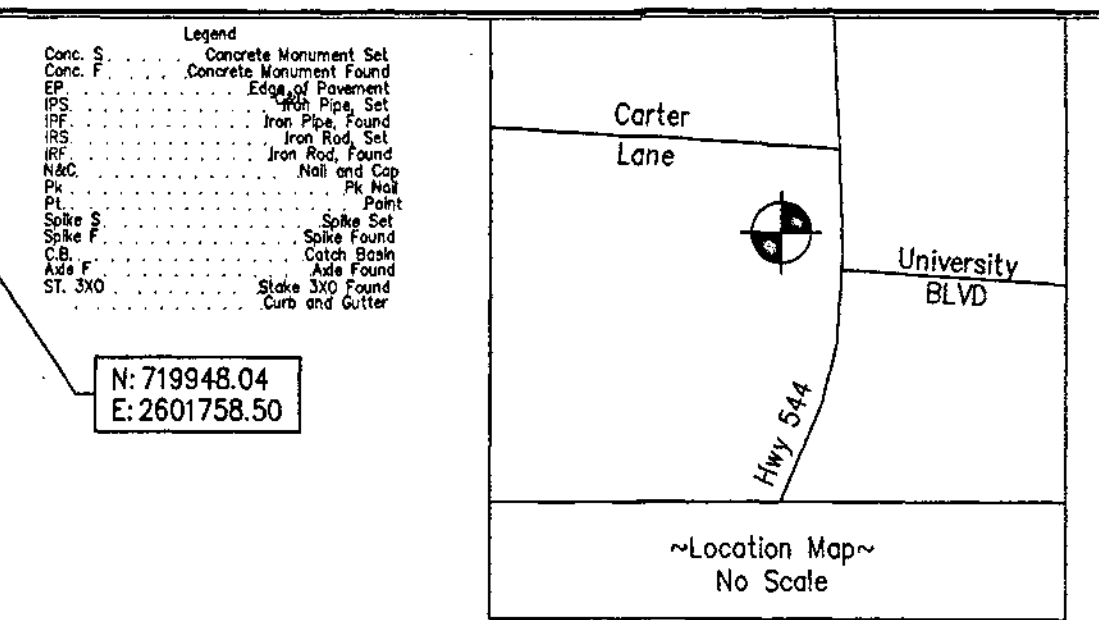 Legend
Conc. S. . . . . . . Concrete Monument Set
Conc. F . . . . . . . Concrete Monument Found
EP. . . . . . . . . . . . Edge of Pavement
IPS. . . . . . . . . . . . Iron Pipe, Set
IPF. . . . . . . . . . . . Iron Pipe, Found
IRS. . . . . . . . . . . . Iron Rod, Set
IRF. . . . . . . . . . . . Iron Rod, Found
N&C. . . . . . . . . . . . Nail and Cap
Pk. . . . . . . . . . . . Pk Nail
Pt. . . . . . . . . . . . Point
Spike S. . . . . . . . . . . . Spike Set
Spike F. . . . . . . . . . . . Spike Found
C.B. . . . . . . . . . . . Catch Basin
Axle F . . . . . . . . . . . . Axle Found
ST. 3XO . . . . . . . . . Stake 3XO Found
. . . . . . . . . . . . Curb and Gutter
N: 719948.04
E: 2601758.50
Carter
Lane
University
BLVD
Hwy 544
~Location Map~
No Scale